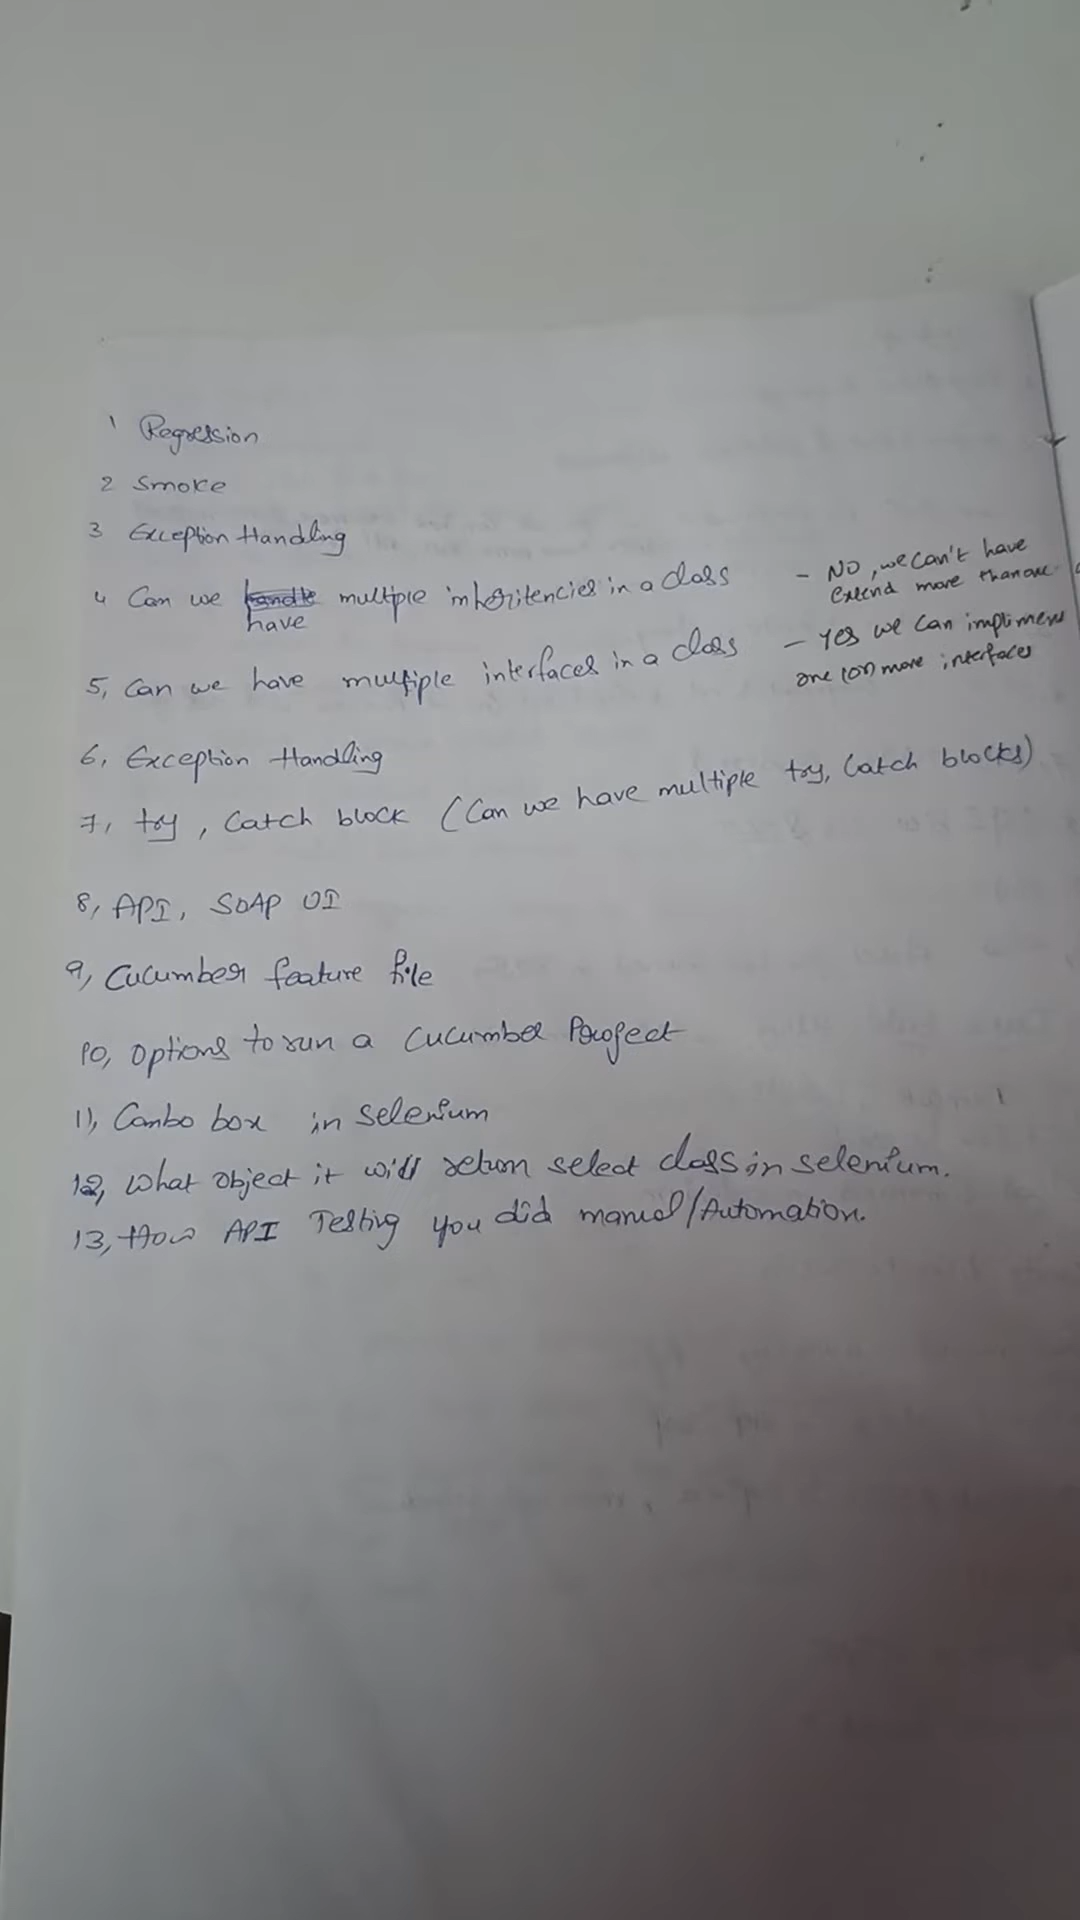 1 Regression
2 Smoke
3 Exception Handling
4 Can we handle have multiple inheritencies in a class - NO, we can't have extend more than one
5, Can we have multiple interfaces in a class - Yes we can impliment one (or) more interfaces
6, Exception Handling
7, try, Catch block (Can we have multiple try, Catch blocks)
8, API, SOAP UI
9, Cucumber feature file
10, options to run a Cucumber Project
11, Combo box in selenium
12, What object it will return select class in selenium.
13, How API Testing you did manual/Automation.